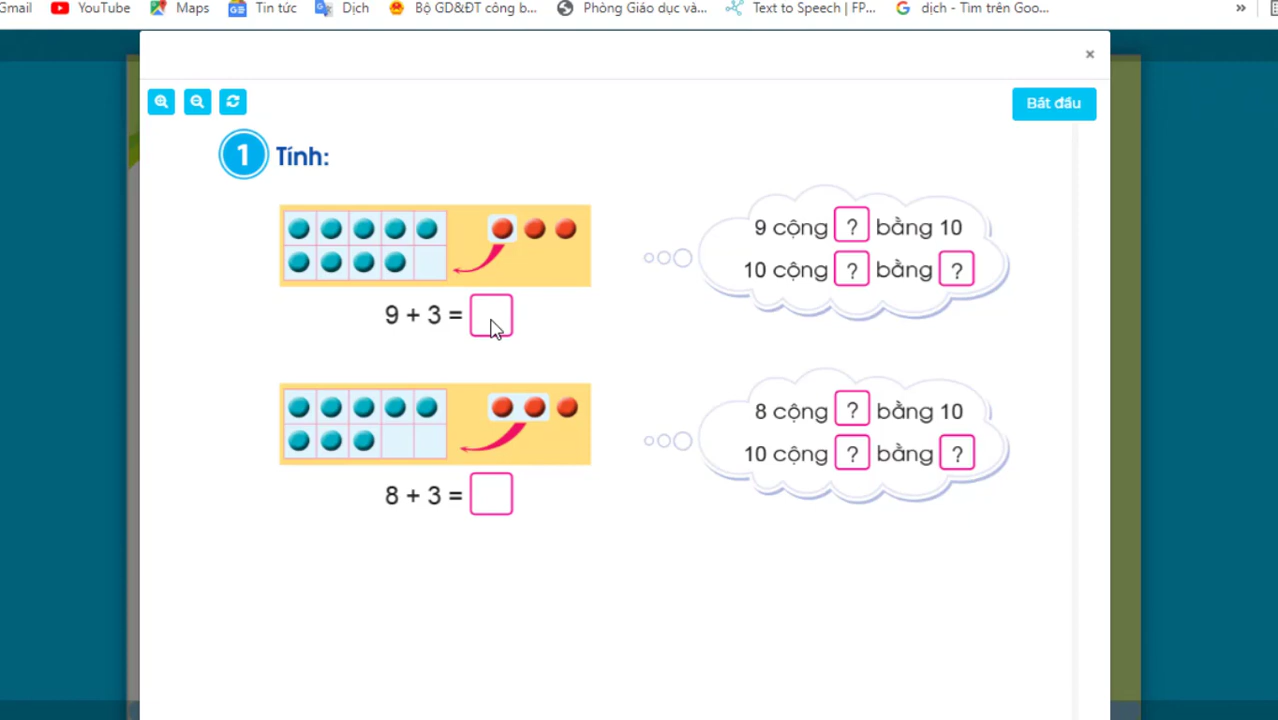 Gmail YouTube Maps Tin tức Dịch Bộ GD&ĐT công b... Phòng Giáo dục và... Text to Speech | FP... dịch - Tìm trên Goo... »
×
Bắt đầu
1 Tính:
9 cộng ? bằng 10
10 cộng ? bằng ?
9 + 3 =
8 cộng ? bằng 10
10 cộng ? bằng ?
8 + 3 =